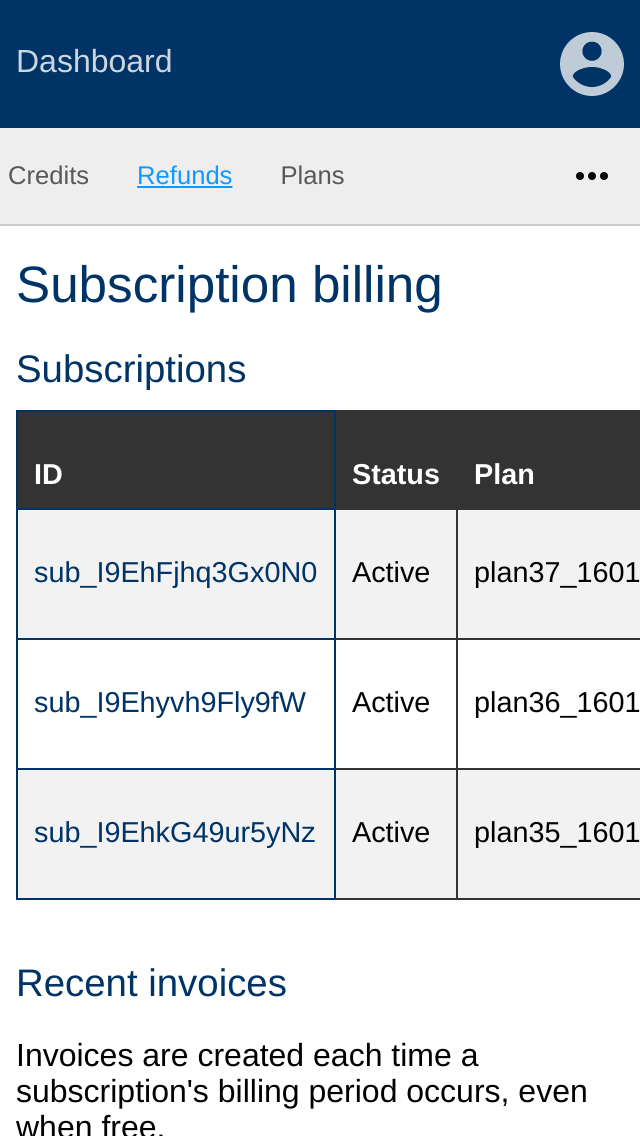 Dashboard
Credits Refunds Plans
Subscription billing
Subscriptions
ID Status Plan
sub_I9EhFjhq3Gx0N0 Active plan37_1601
sub_I9Ehyvh9Fly9fW Active plan36_1601
sub_I9EhkG49ur5yNz Active plan35_1601
Recent invoices
Invoices are created each time a
subscription's billing period occurs, even
when free.